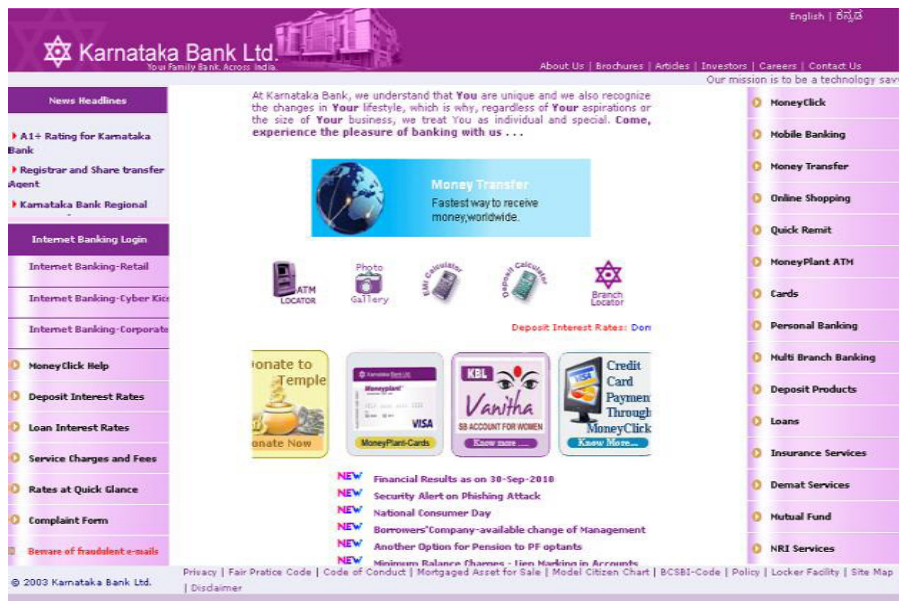 English | ಕನ್ನಡ
Karnataka Bank Ltd.
Your Family Bank. Across India.
About Us | Brochures | Articles | Investors | Careers | Contact Us
Our mission is to be a technology sav
News Headlines
A1+ Rating for Karnataka
Bank
Registrar and Share transfer
Agent
Karnataka Bank Regional
Internet Banking Login
Internet Banking-Retail
Internet Banking-Cyber Kios
Internet Banking-Corporate
MoneyClick Help
Deposit Interest Rates
Loan Interest Rates
Service Charges and Fees
Rates at Quick Glance
Complaint Form
Beware of fraudulent e-mails
At Karnataka Bank, we understand that You are unique and we also recognize
the changes in Your lifestyle, which is why, regardless of Your aspirations or
the size of Your business, we treat You as individual and special. Come,
experience the pleasure of banking with us . . .
Money Transfer
Fastest way to receive
money,worldwide.
ATM
LOCATOR
Photo
Gallery
EMI Calculator
Deposit Calculator
Branch
Locator
Deposit Interest Rates: Dom
onate to
Temple
onate Now
Karnataka Bank Ltd.
Moneyplant
VISA
MoneyPlant-Cards
KBL
Vanitha
SB ACCOUNT FOR WOMEN
Know more ....
VISA
Credit
Card
Paymen
Through
MoneyClick
Know More...
NEW Financial Results as on 30-Sep-2010
NEW Security Alert on Phishing Attack
NEW National Consumer Day
NEW Borrowers'Company-available change of Management
NEW Another Option for Pension to PF optants
NEW Minimum Balance Charges - Lien Marking in Accounts
MoneyClick
Mobile Banking
Money Transfer
Online Shopping
Quick Remit
MoneyPlant ATM
Cards
Personal Banking
Multi Branch Banking
Deposit Products
Loans
Insurance Services
Demat Services
Mutual Fund
NRI Services
© 2003 Karnataka Bank Ltd.
Privacy | Fair Pratice Code | Code of Conduct | Mortgaged Asset for Sale | Model Citizen Chart | BCSBI-Code | Policy | Locker Facility | Site Map
| Disclaimer